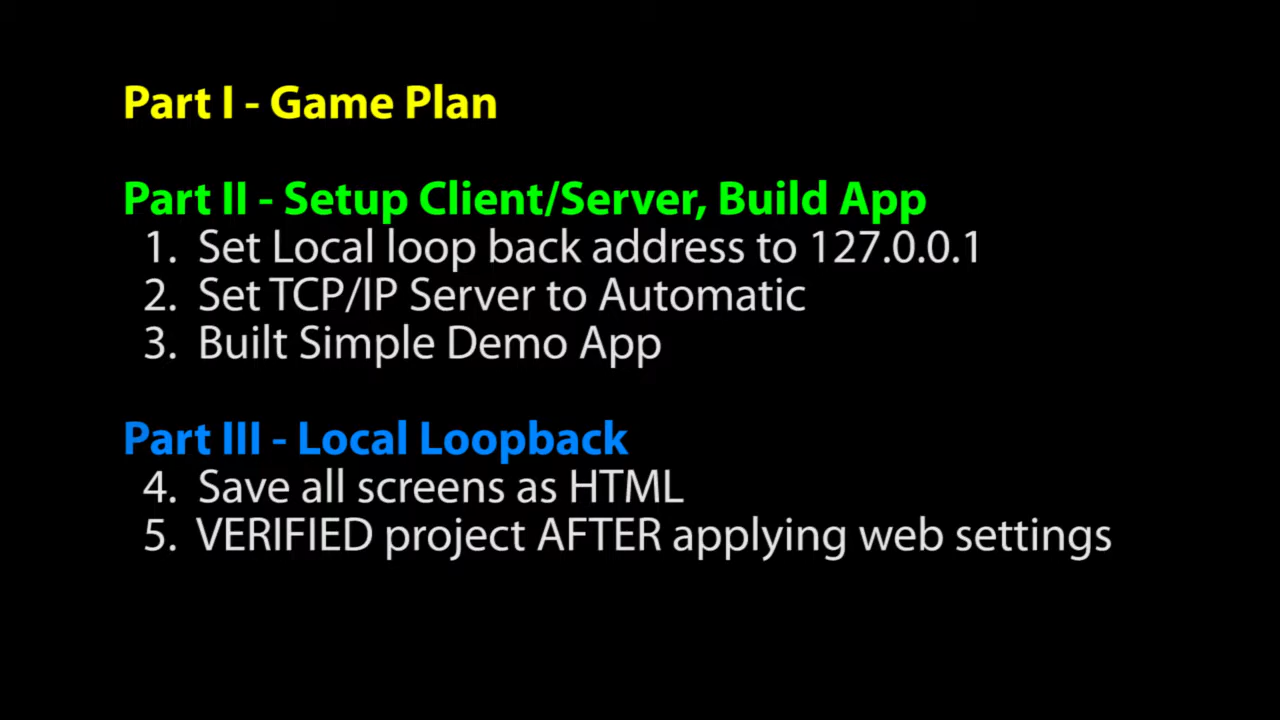 Part I - Game Plan
Part II - Setup Client/Server, Build App
1. Set Local loop back address to 127.0.0.1
2. Set TCP/IP Server to Automatic
3. Built Simple Demo App
Part III - Local Loopback
4. Save all screens as HTML
5. VERIFIED project AFTER applying web settings